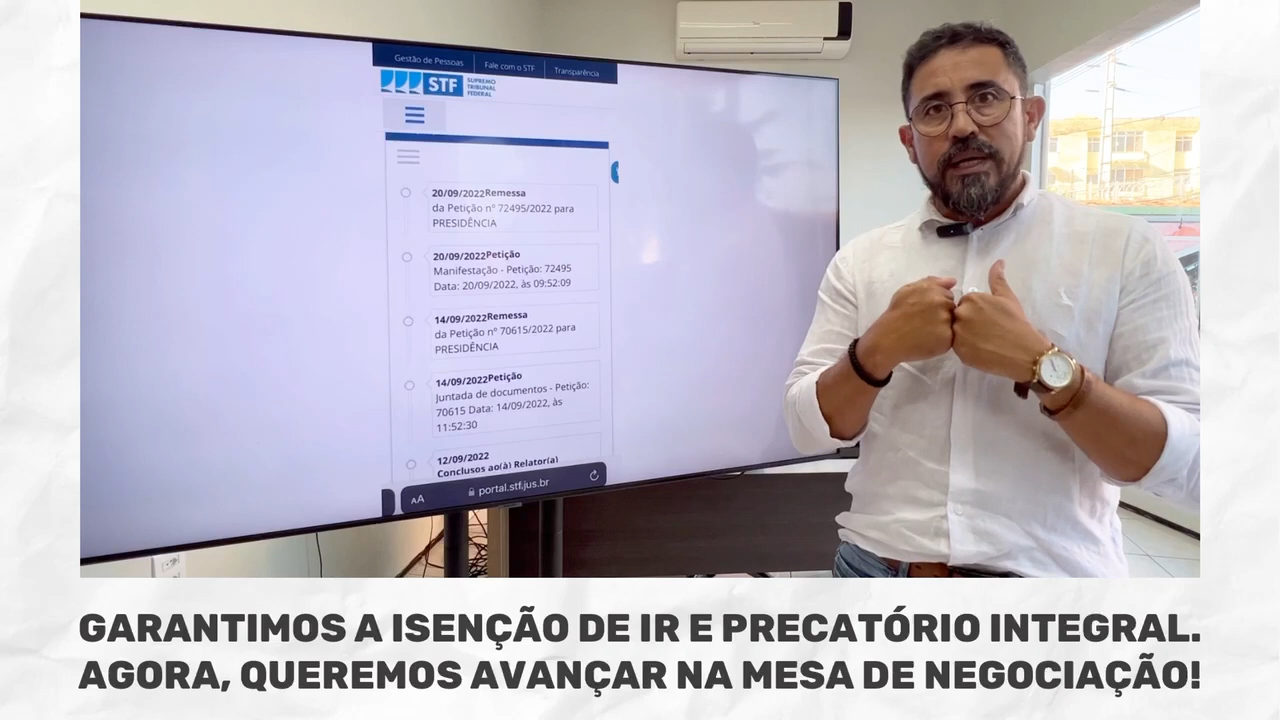 Gestão de Pessoas
Fale com o STF
Transparência
STF
SUPREMO
TRIBUNAL
FEDERAL
20/09/2022Remessa
da Petição nº 72495/2022 para
PRESIDÊNCIA
20/09/2022Petição
Manifestação - Petição: 72495
Data: 20/09/2022, às 09:52:09
14/09/2022Remessa
da Petição nº 70615/2022 para
PRESIDÊNCIA
14/09/2022Petição
Juntada de documentos - Petição:
70615 Data: 14/09/2022, às
11:52:30
12/09/2022
Conclusos ao(à) Relator(a)
AA portal.stf.jus.br
GARANTIMOS A ISENÇÃO DE IR E PRECATÓRIO INTEGRAL.
AGORA, QUEREMOS AVANÇAR NA MESA DE NEGOCIAÇÃO!